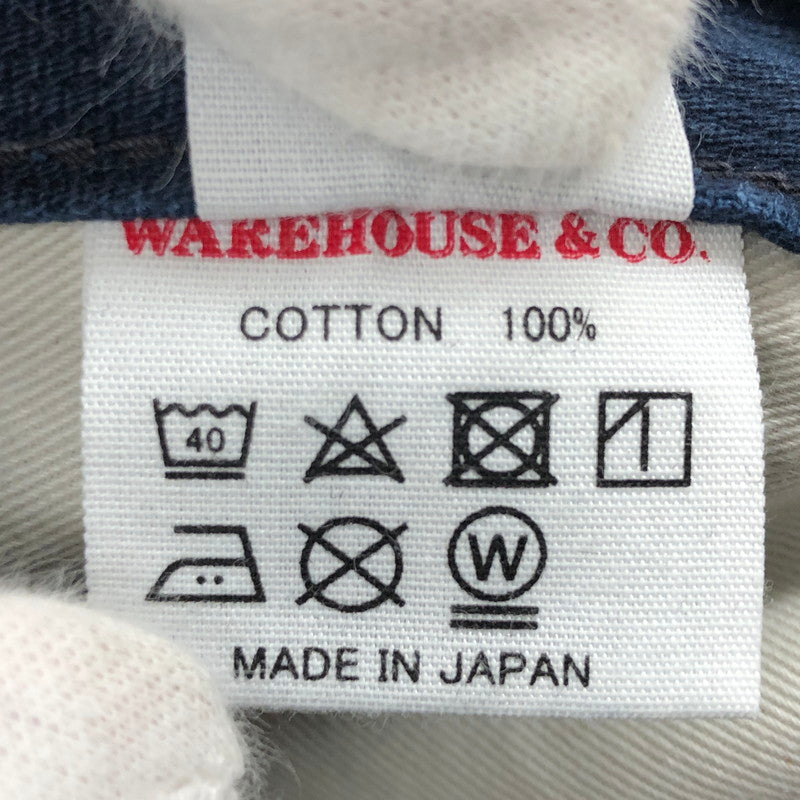 WAREHOUSE & CO.
COTTON 100%
40
W
MADE IN JAPAN